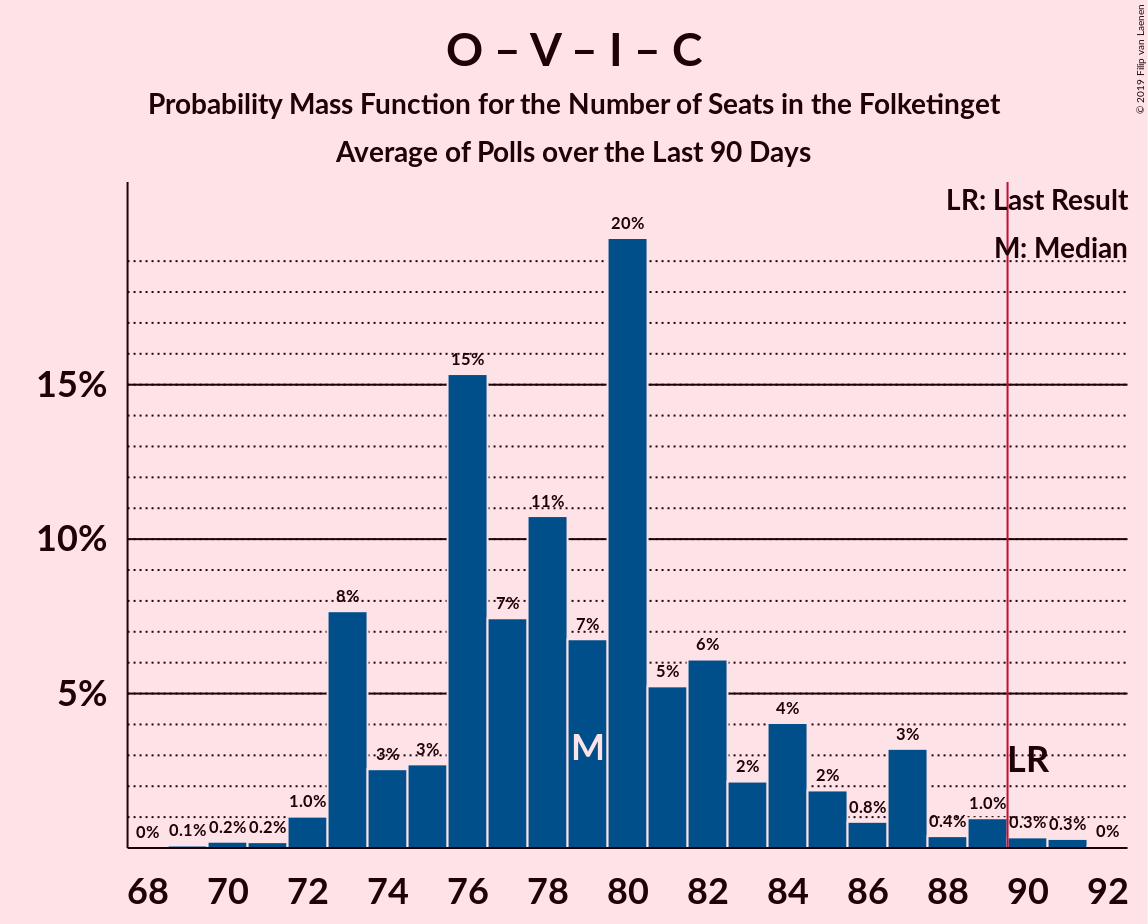 O – V – I – C
Probability Mass Function for the Number of Seats in the Folketinget
Average of Polls over the Last 90 Days
© 2019 Filip van Laenen
LR: Last Result
M: Median
15%
10%
5%
0% 0.1% 0.2% 0.2% 1.0% 8% 3% 3% 15% 7% 11% 7% 20% 5% 6% 2% 4% 2% 0.8% 3% 0.4% 1.0% 0.3% 0.3% 0%
M
LR
68 70 72 74 76 78 80 82 84 86 88 90 92